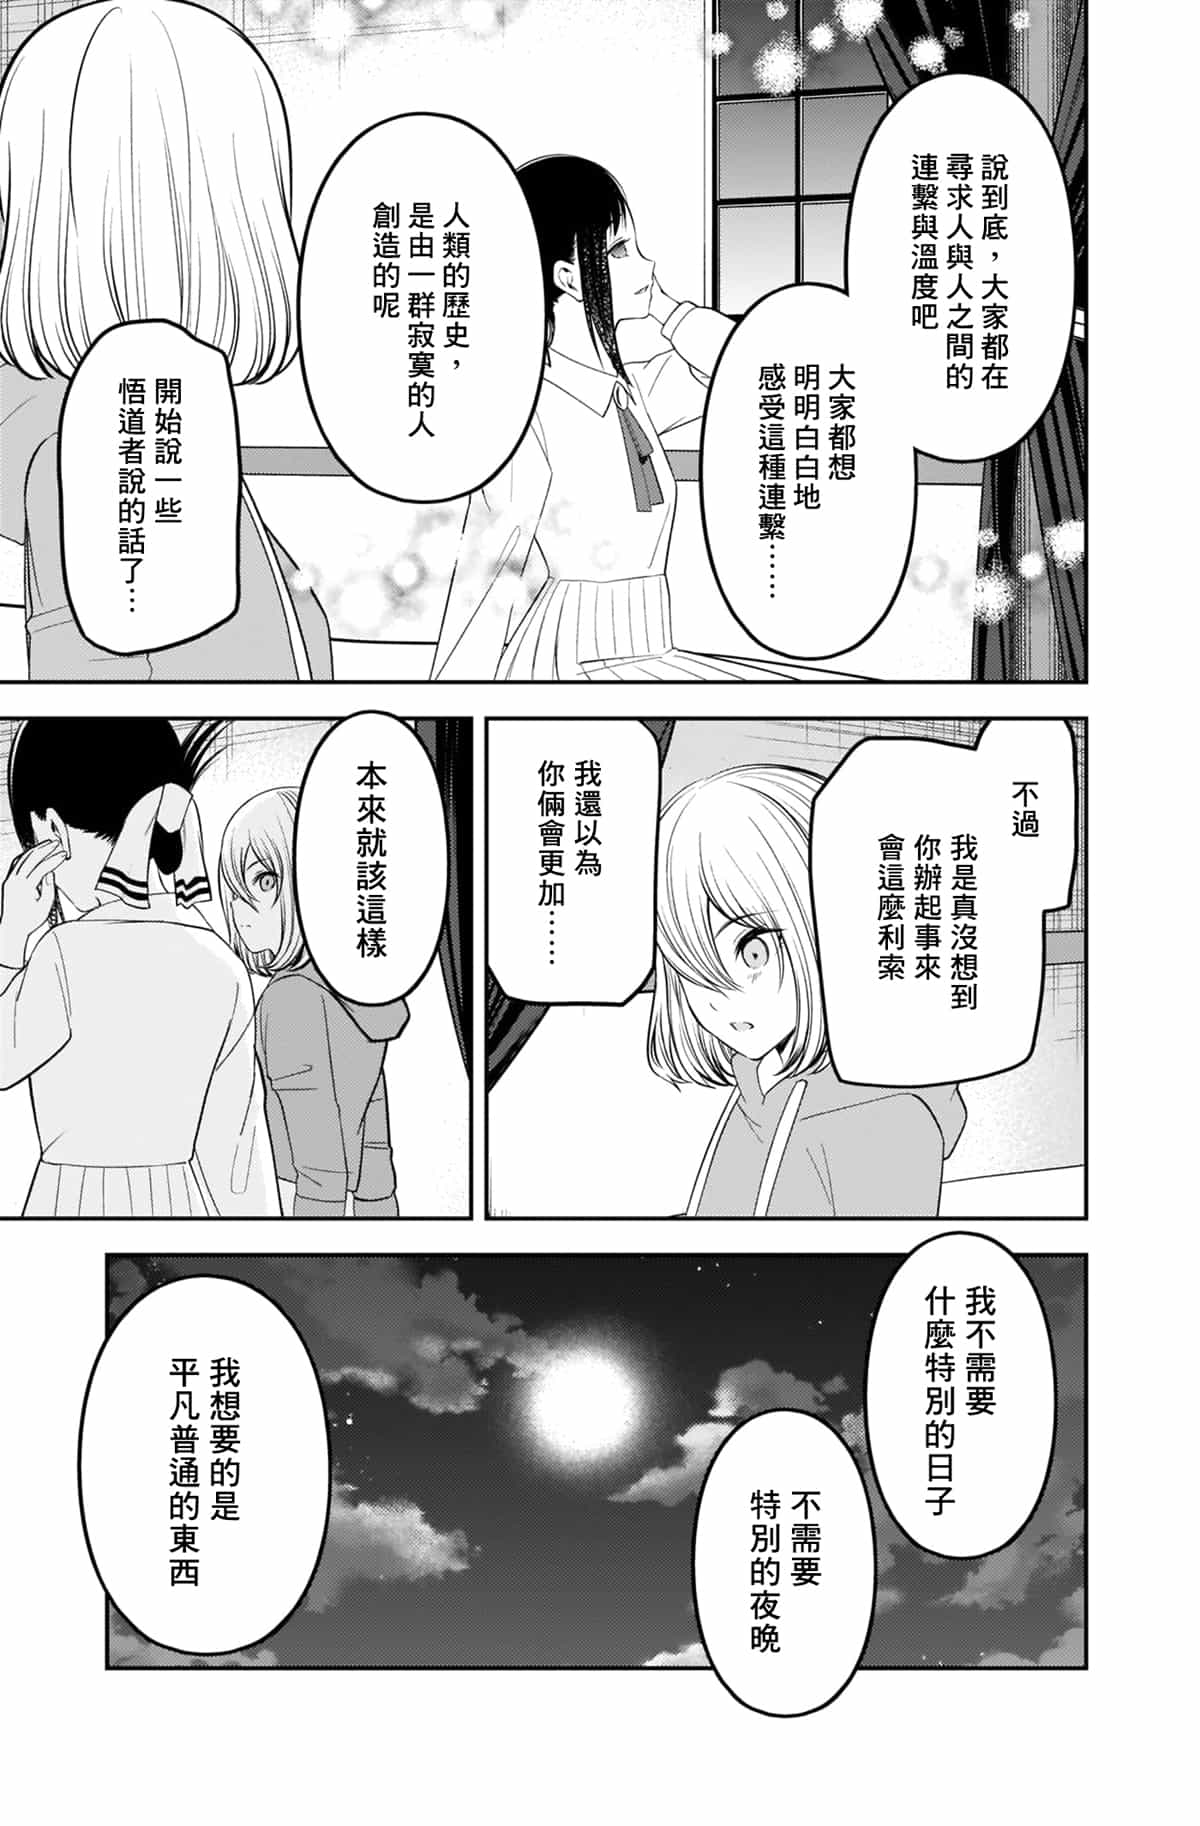 說到底，大家都在
尋求人與人之間的
連繫與溫度吧
大家都想
明明白白地
感受這種連繫……
人類的歷史，
是由一群寂寞的人
創造的呢
開始說一些
悟道者說的話了…
不過
我是真沒想到
你辦起事來
會這麼利索
我還以為
你倆會更加……
本來就該這樣
我不需要
什麼特別的日子
不需要
特別的夜晚
我想要的是
平凡普通的東西